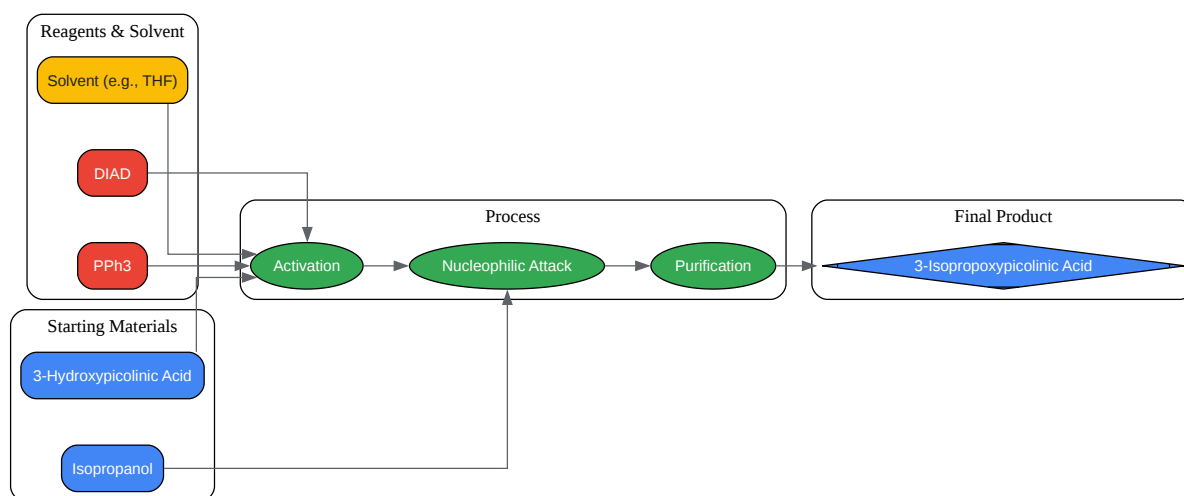 Reagents & Solvent
Solvent (e.g., THF)
DIAD
PPh3
Starting Materials
3-Hydroxypicolinic Acid
Isopropanol
Process
Activation
Nucleophilic Attack
Purification
Final Product
3-Isopropoxypicolinic Acid